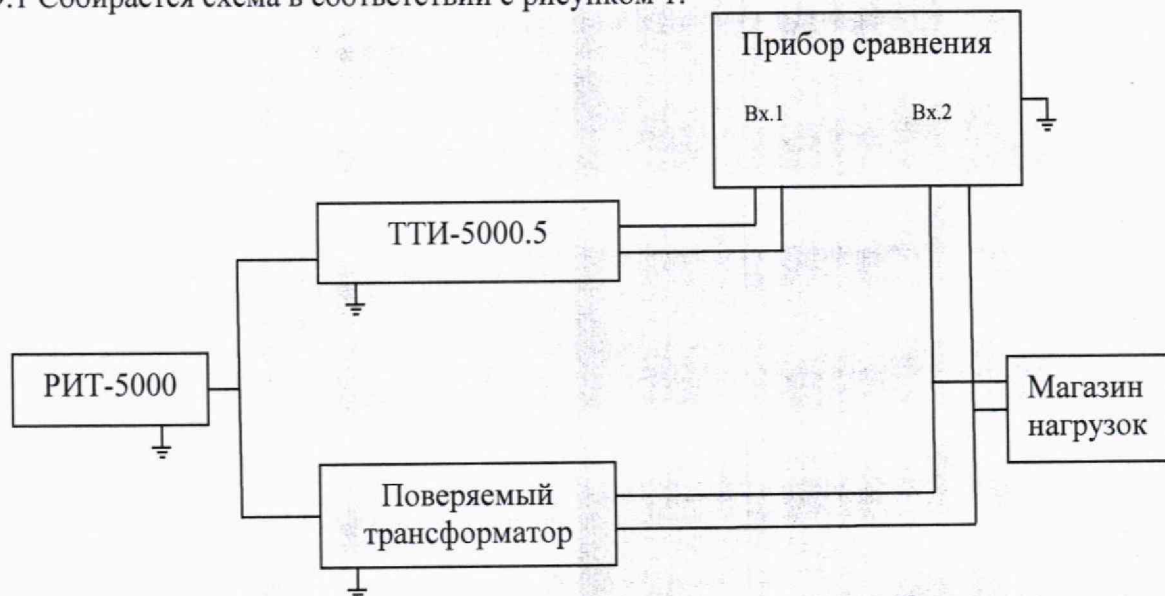 Собирается схема в соответствии с рисунком 1.
Прибор сравнения
Вх.1 Вх.2
ТТИ-5000.5
РИТ-5000
Магазин
нагрузок
Поверяемый
трансформатор